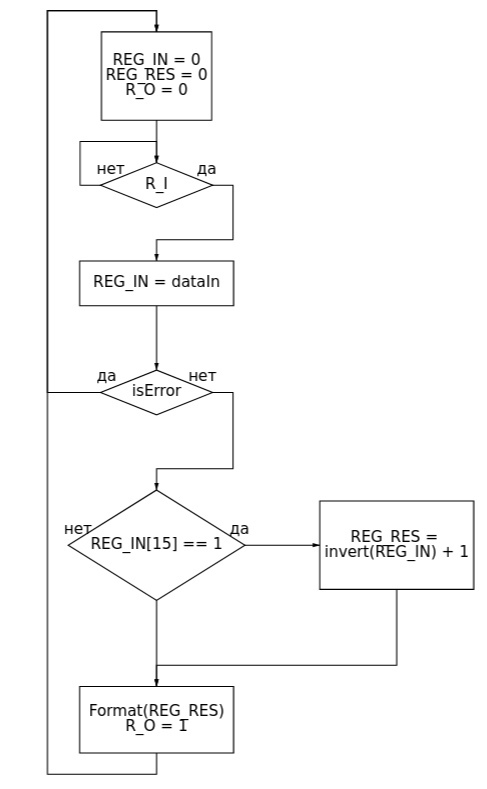 REG_IN = 0
REG_RES = 0
R_O = 0
нет
да
R_I
REG_IN = dataIn
да
нет
isError
нет
да
REG_IN[15] == 1
REG_RES =
invert(REG_IN) + 1
Format(REG_RES)
R_O = 1